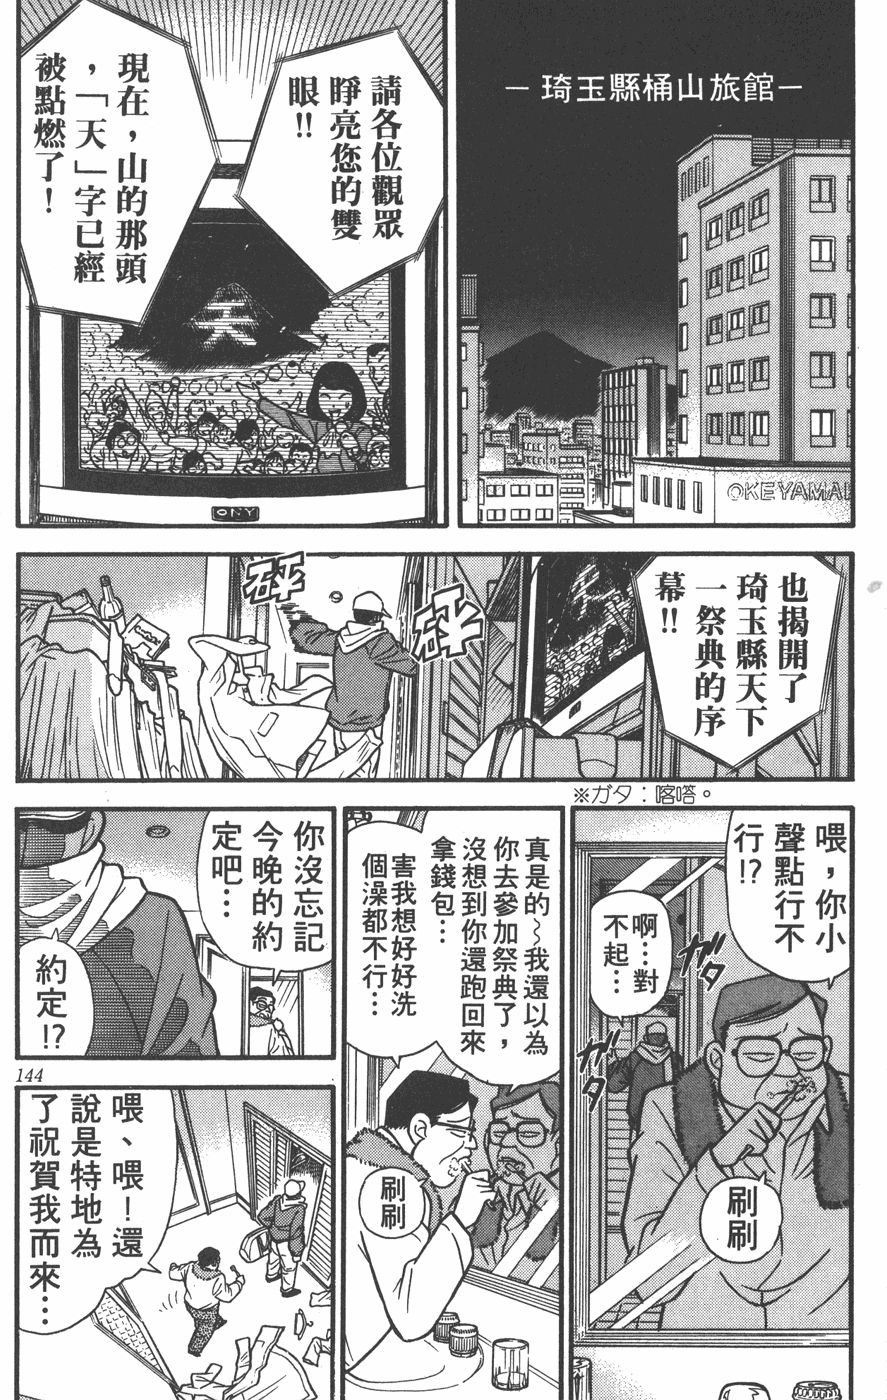 －琦玉縣桶山旅館－
OKEYAMA
請各位觀眾
睜亮您的雙
眼!!
現在，山的那頭
，「天」字已經
被點燃了！
天
ONY
也揭開了
琦玉縣天下
一祭典的序
幕!!
砰
砰
※ガタ：喀嗒。
喂，你小
聲點行不
行!?
啊…對
不起…
ガタ
ガタ
刷刷
真是的～我還以為
你去參加祭典了，
沒想到你還跑回來
拿錢包…
害我想好好洗
個澡都不行…
刷刷
你沒忘記
今晚的約
定吧…
約定!?
144
喂、喂！還
說是特地為
了祝賀我而來…